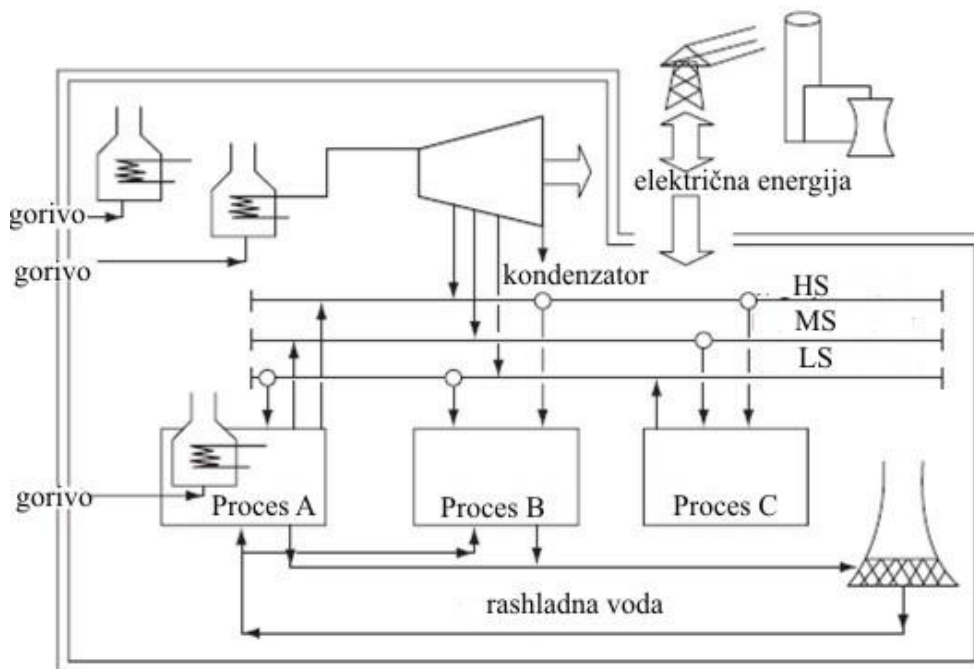 električna energija
gorivo
gorivo
kondenzator
HS
MS
LS
gorivo
Proces A
Proces B
Proces C
rashladna voda